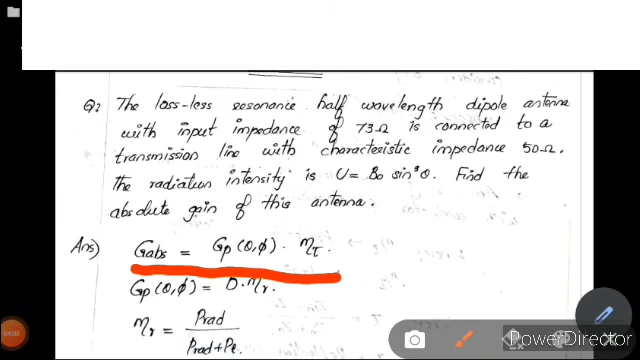 Q: The loss-less resonance half wavelength dipole antenna
with input impedance of 73Ω is connected to a
transmission line with characteristic impedance 50Ω.
The radiation intensity is U= B₀ sin³θ. Find the
absolute gain of this antenna.
Ans) Gabs = Gp(θ,φ) . ητ.
Gp(θ,φ) = D.ηr.
ηr = Prad
Prad+Pe.
PowerDirector